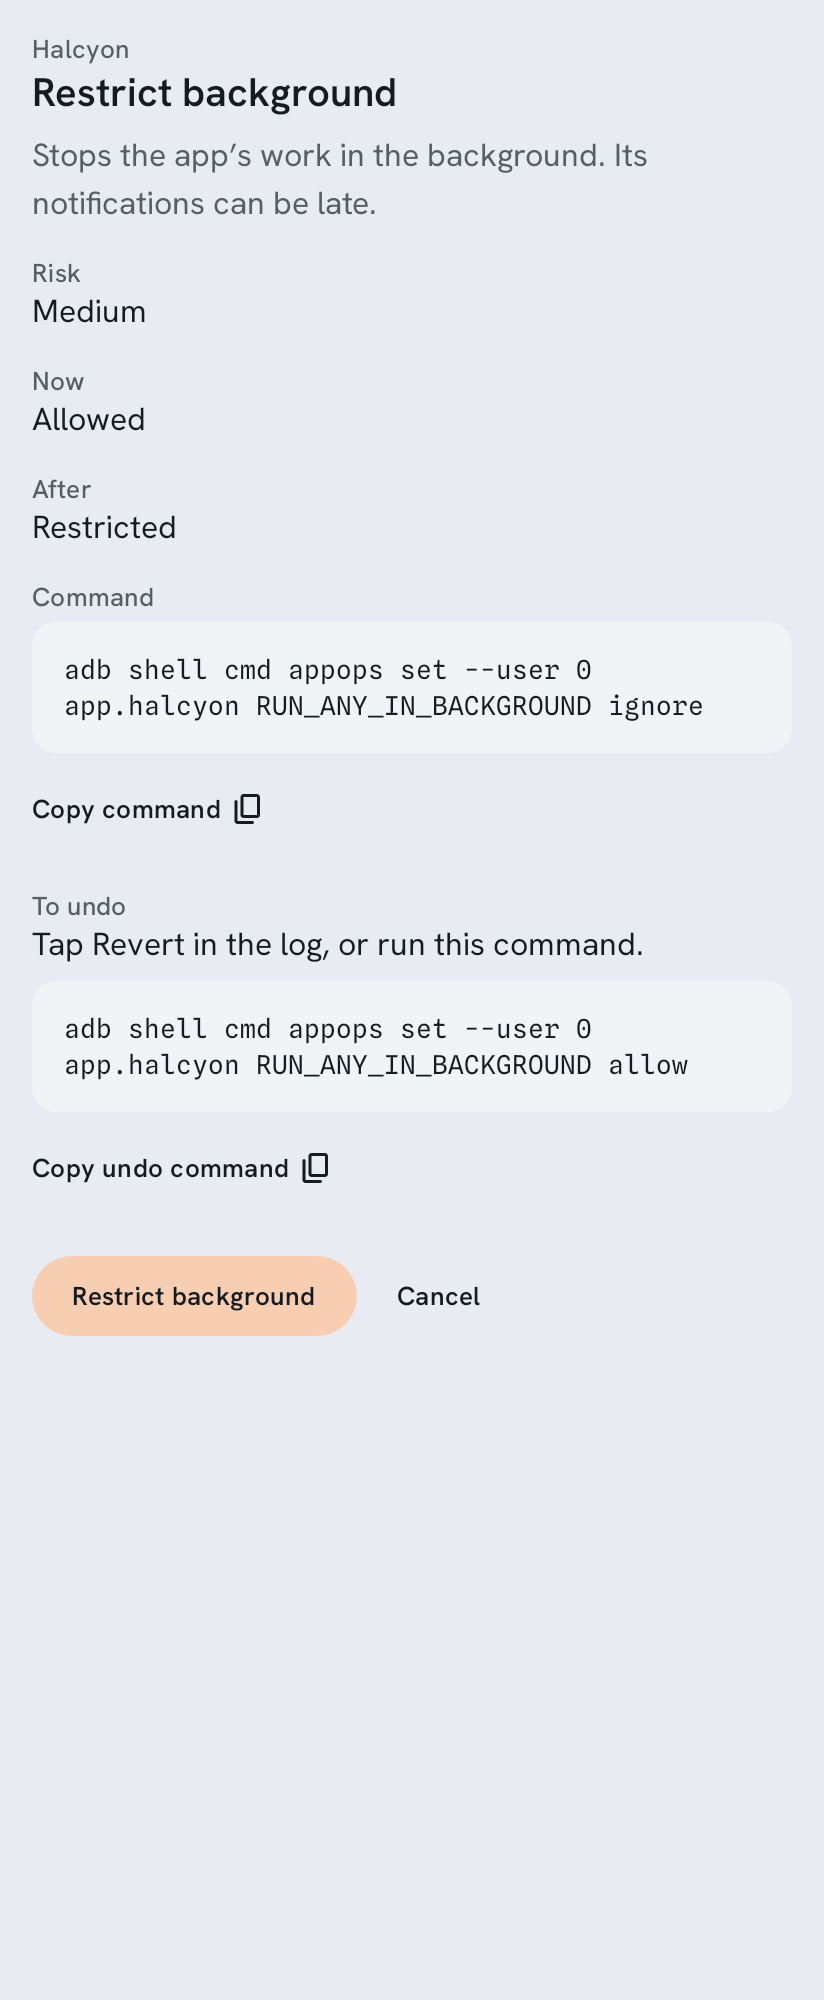 Halcyon
Restrict background
Stops the app’s work in the background. Its
notifications can be late.
Risk
Medium
Now
Allowed
After
Restricted
Command
adb shell cmd appops set --user 0
app.halcyon RUN_ANY_IN_BACKGROUND ignore
Copy command
To undo
Tap Revert in the log, or run this command.
adb shell cmd appops set --user 0
app.halcyon RUN_ANY_IN_BACKGROUND allow
Copy undo command
Restrict background
Cancel